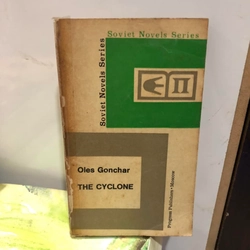 Soviet Novels Series
Soviet Novels Series
Oles Gonchar
THE CYCLONE
Progress Publishers • Moscow